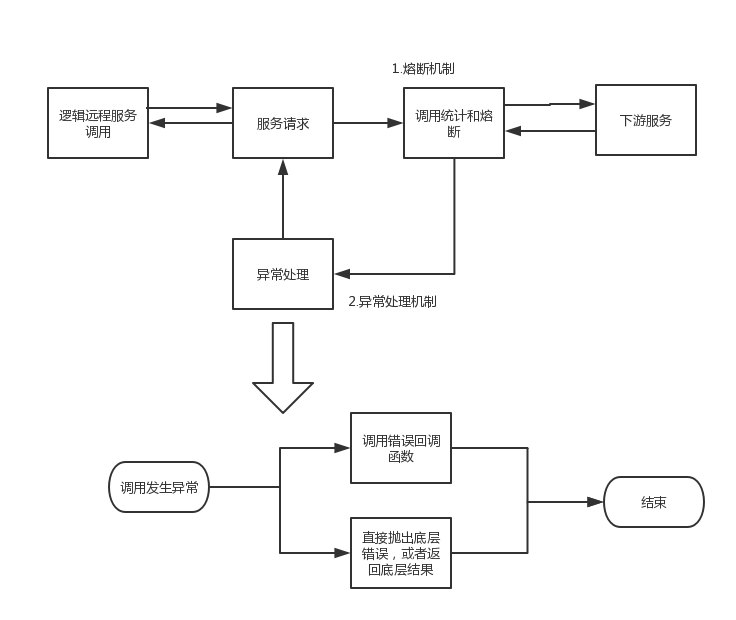 1.熔断机制
逻辑远程服务
调用
服务请求
调用统计和熔
断
下游服务
异常处理
2.异常处理机制
调用错误回调
函数
调用发生异常
结束
直接抛出底层
错误，或者返
回底层结果